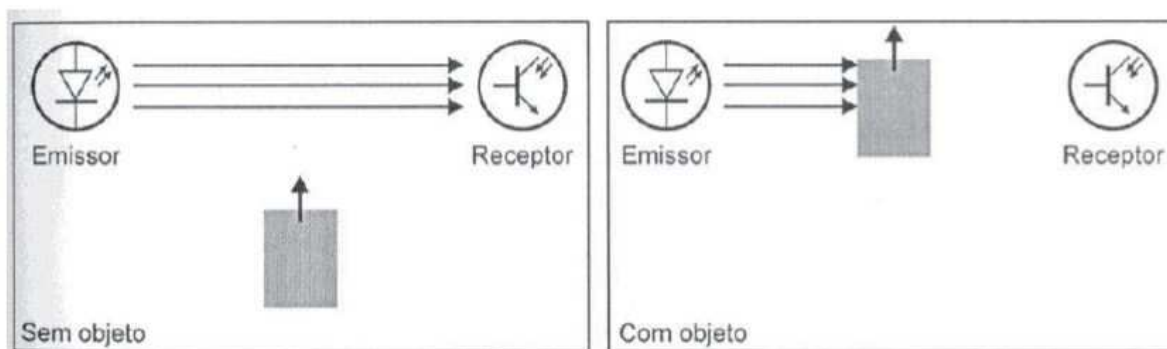 Emissor
Receptor
Sem objeto
Emissor
Receptor
Com objeto